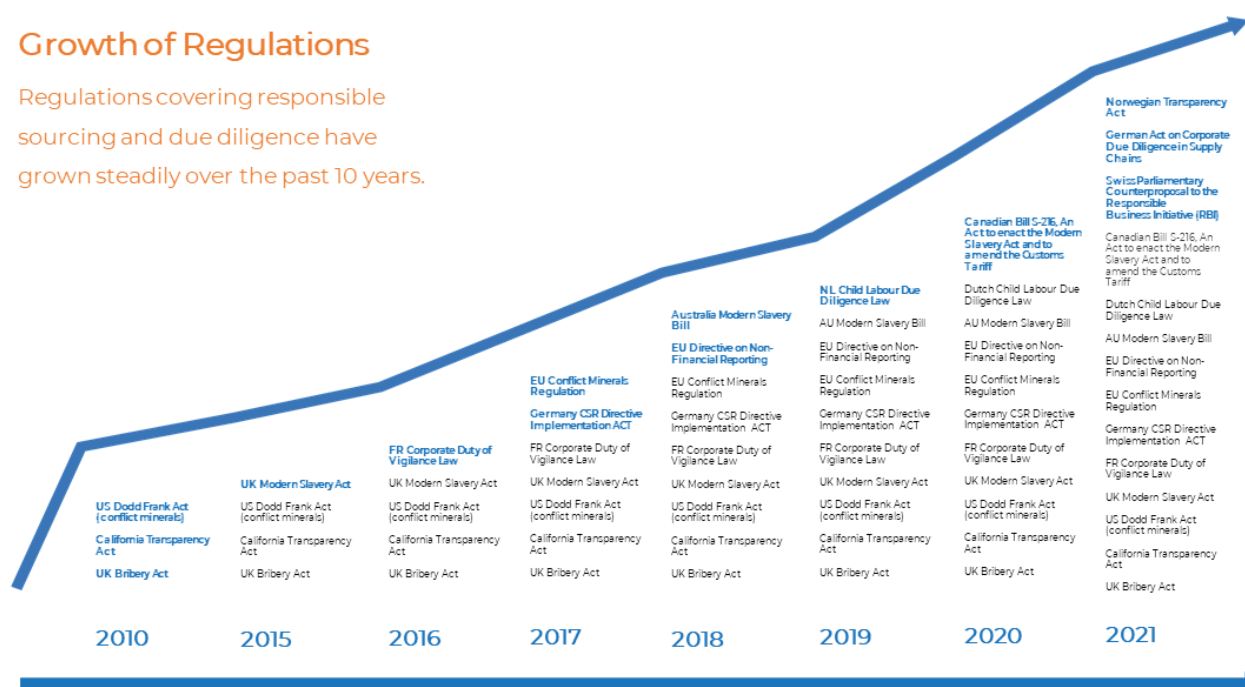 Growth of Regulations
Regulations covering responsible
sourcing and due diligence have
grown steadily over the past 10 years.
US Dodd Frank Act
(conflict minerals)
California Transparency
Act
UK Bribery Act
2010
UK Modern Slavery Act
US Dodd Frank Act
(conflict minerals)
California Transparency
Act
UK Bribery Act
2015
FR Corporate Duty of
Vigilance Law
UK Modern Slavery Act
US Dodd Frank Act
(conflict minerals)
California Transparency
Act
UK Bribery Act
2016
EU Conflict Minerals
Regulation
Germany CSR Directive
Implementation ACT
FR Corporate Duty of
Vigilance Law
UK Modern Slavery Act
US Dodd Frank Act
(conflict minerals)
California Transparency
Act
UK Bribery Act
2017
Australia Modern Slavery
Bill
EU Directive on Non-
Financial Reporting
EU Conflict Minerals
Regulation
Germany CSR Directive
Implementation ACT
FR Corporate Duty of
Vigilance Law
UK Modern Slavery Act
US Dodd Frank Act
(conflict minerals)
California Transparency
Act
UK Bribery Act
2018
NL Child Labour Due
Diligence Law
AU Modern Slavery Bill
EU Directive on Non-
Financial Reporting
EU Conflict Minerals
Regulation
Germany CSR Directive
Implementation ACT
FR Corporate Duty of
Vigilance Law
UK Modern Slavery Act
US Dodd Frank Act
(conflict minerals)
California Transparency
Act
UK Bribery Act
2019
Canadian Bill S-216, An
Act to enact the Modern
Slavery Act and to
amend the Customs
Tariff
Dutch Child Labour Due
Diligence Law
AU Modern Slavery Bill
EU Directive on Non-
Financial Reporting
EU Conflict Minerals
Regulation
Germany CSR Directive
Implementation ACT
FR Corporate Duty of
Vigilance Law
UK Modern Slavery Act
US Dodd Frank Act
(conflict minerals)
California Transparency
Act
UK Bribery Act
2020
Norwegian Transparency
Act
German Act on Corporate
Due Diligence in Supply
Chains
Swiss Parliamentary
Counterproposal to the
Responsible
Business Initiative (RBI)
Canadian Bill S-216, An
Act to enact the Modern
Slavery Act and to
amend the Customs
Tariff
Dutch Child Labour Due
Diligence Law
AU Modern Slavery Bill
EU Directive on Non-
Financial Reporting
EU Conflict Minerals
Regulation
Germany CSR Directive
Implementation ACT
FR Corporate Duty of
Vigilance Law
UK Modern Slavery Act
US Dodd Frank Act
(conflict minerals)
California Transparency
Act
UK Bribery Act
2021